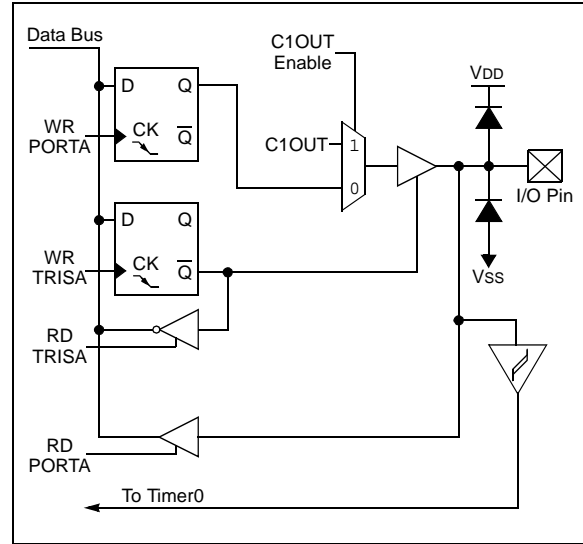 Data Bus
C1OUT
Enable
VDD
D Q
WR
PORTA
CK
Q
C1OUT
1
0
I/O Pin
D Q
WR
TRISA
CK
Q
VSS
RD
TRISA
RD
PORTA
To Timer0